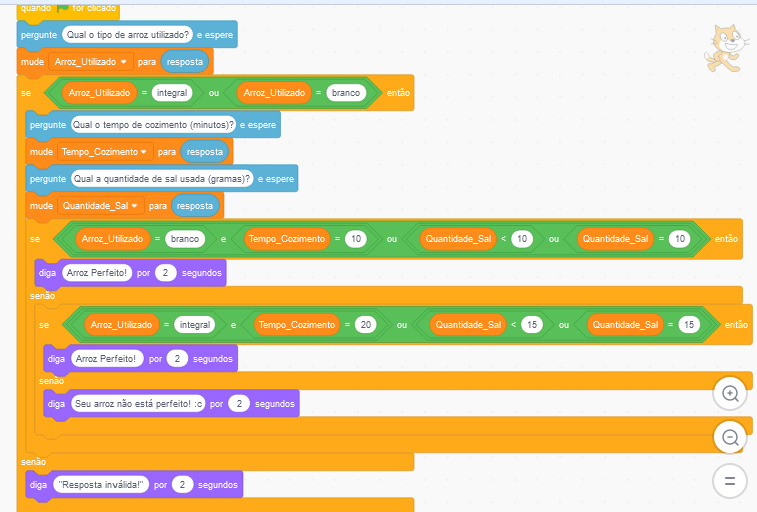 quando for clicado
pergunte Qual o tipo de arroz utilizado? e espere
mude Arroz_Utilizado para resposta
se Arroz_Utilizado = integral ou Arroz_Utilizado = branco então
pergunte Qual o tempo de cozimento (minutos)? e espere
mude Tempo_Cozimento para resposta
pergunte Qual a quantidade de sal usada (gramas)? e espere
mude Quantidade_Sal para resposta
se Arroz_Utilizado = branco e Tempo_Cozimento = 10 ou Quantidade_Sal < 10 ou Quantidade_Sal = 10 então
diga Arroz Perfeito! por 2 segundos
senão
se Arroz_Utilizado = integral e Tempo_Cozimento = 20 ou Quantidade_Sal < 15 ou Quantidade_Sal = 15 então
diga Arroz Perfeito! por 2 segundos
senão
diga Seu arroz não está perfeito! :c por 2 segundos
senão
diga "Resposta inválida!" por 2 segundos